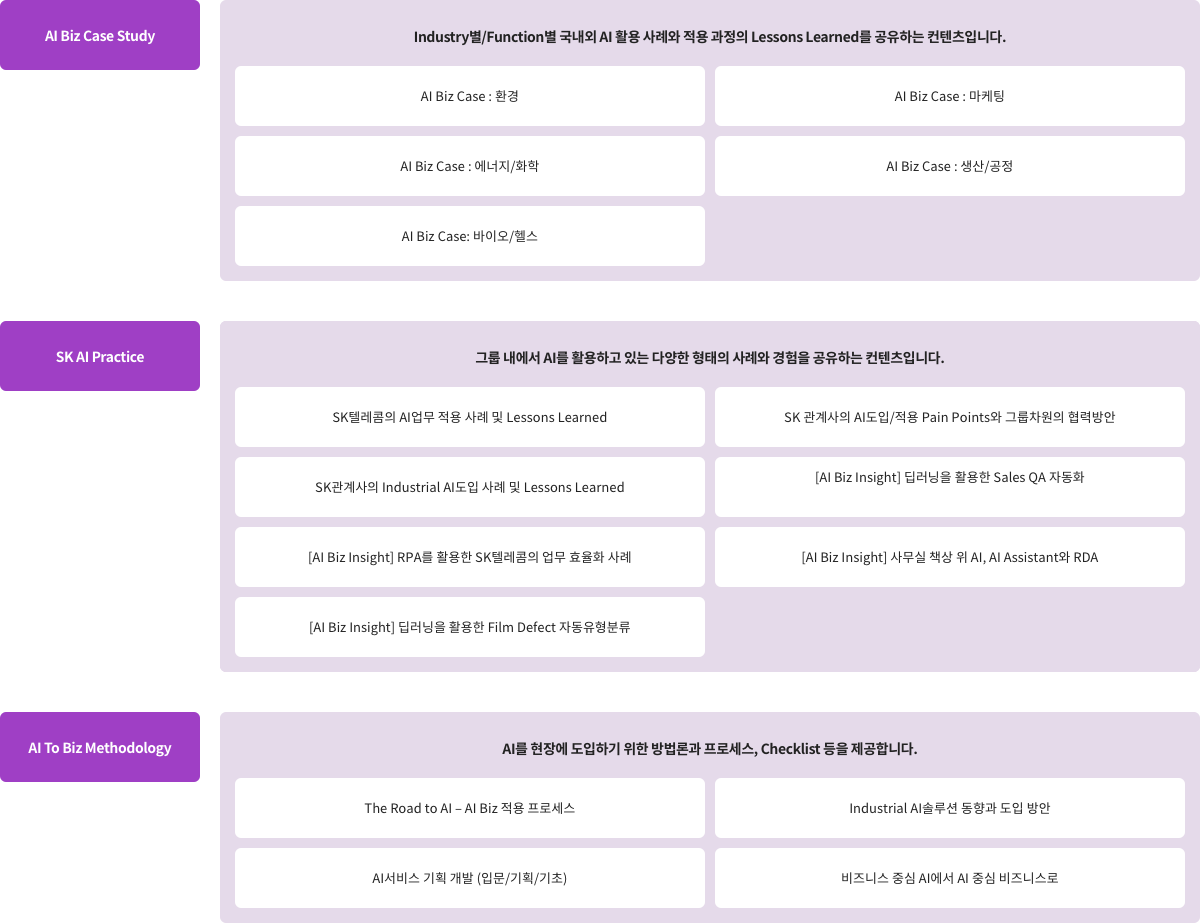 AI Biz Case Study
Industry별/Function별 국내외 AI 활용 사례와 적용 과정의 Lessons Learned를 공유하는 컨텐츠입니다.
AI Biz Case : 환경
AI Biz Case : 마케팅
AI Biz Case : 에너지/화학
AI Biz Case : 생산/공정
AI Biz Case: 바이오/헬스
SK AI Practice
그룹 내에서 AI를 활용하고 있는 다양한 형태의 사례와 경험을 공유하는 컨텐츠입니다.
SK텔레콤의 AI업무 적용 사례 및 Lessons Learned
SK 관계사의 AI도입/적용 Pain Points와 그룹차원의 협력방안
SK관계사의 Industrial AI도입 사례 및 Lessons Learned
[AI Biz Insight] 딥러닝을 활용한 Sales QA 자동화
[AI Biz Insight] RPA를 활용한 SK텔레콤의 업무 효율화 사례
[AI Biz Insight] 사무실 책상 위 AI, AI Assistant와 RDA
[AI Biz Insight] 딥러닝을 활용한 Film Defect 자동유형분류
AI To Biz Methodology
AI를 현장에 도입하기 위한 방법론과 프로세스, Checklist 등을 제공합니다.
The Road to AI – AI Biz 적용 프로세스
Industrial AI솔루션 동향과 도입 방안
AI서비스 기획 개발 (입문/기획/기초)
비즈니스 중심 AI에서 AI 중심 비즈니스로